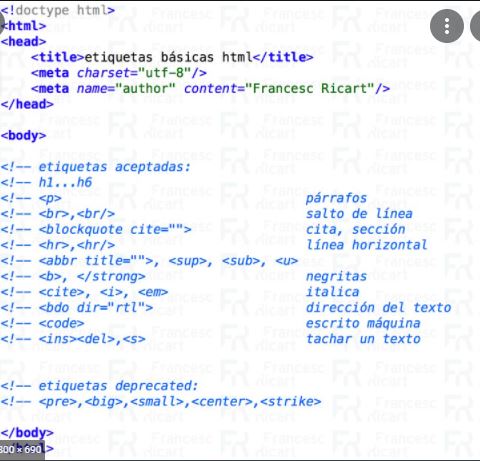 <!doctype html>
<html>
<head>
    <title>etiquetas básicas html</title>
    <meta charset="utf-8"/>
    <meta name="author" content="Francesc Ricart"/>
</head>
<body>
<!-- etiquetas aceptadas:
<!-- h1...h6
<!-- <p> párrafos
<!-- <br>,<br/> salto de línea
<!-- <blockquote cite=""> cita, sección
<!-- <hr>,<hr/> línea horizontal
<!-- <abbr title="">, <sup>, <sub>, <u>
<!-- <b>, </strong> negritas
<!-- <cite>, <i>, <em> italica
<!-- <bdo dir="rtl"> dirección del texto
<!-- <code> escrito máquina
<!-- <ins><del>,<s> tachar un texto
<!-- etiquetas deprecated:
<!-- <pre>,<big>,<small>,<center>,<strike>
</body>
800 × 690